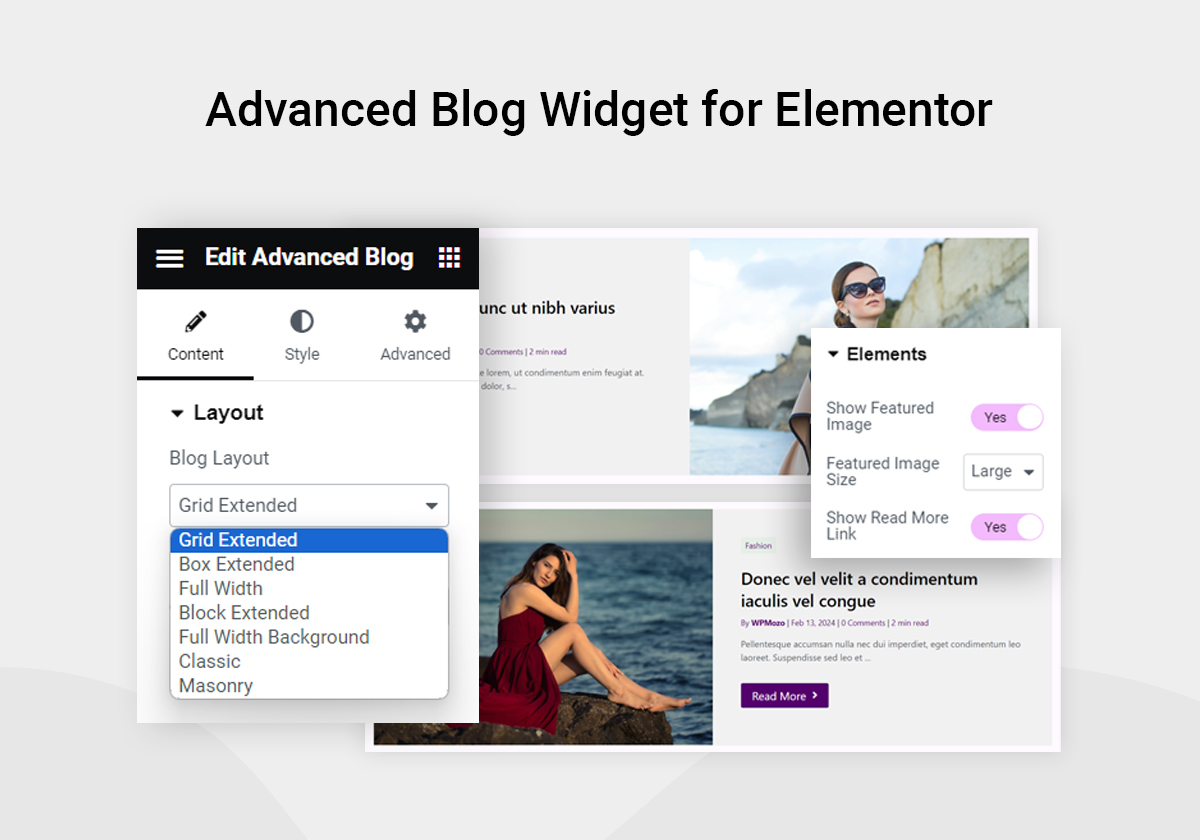 Advanced Blog Widget for Elementor
Edit Advanced Blog
Content
Style
Advanced
Layout
Blog Layout
Grid Extended
Grid Extended
Box Extended
Full Width
Block Extended
Full Width Background
Classic
Masonry
unc ut nibh varius
0 Comments | 2 min read
e lorem, ut condimentum enim feugiat at.
dolor, s...
Elements
Show Featured
Image
Yes
Featured Image
Size
Large
Show Read More
Link
Yes
Fashion
Donec vel velit a condimentum
iaculis vel congue
By WPMozo | Feb 13, 2024 | 0 Comments | 2 min read
Pellentesque accumsan nulla nec dui imperdiet, eget condimentum leo
laoreet. Suspendisse sed leo et ...
Read More